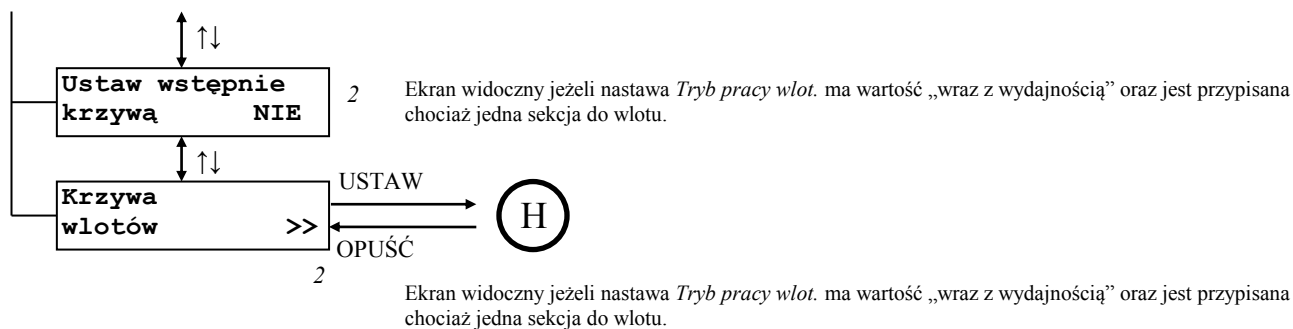 ↑↓
Ustaw wstępnie
krzywą NIE
2
Ekran widoczny jeżeli nastawa Tryb pracy wlot. ma wartość „wraz z wydajnością” oraz jest przypisana
chociaż jedna sekcja do wlotu.
↑↓
Krzywa
wlotów >>
USTAW
OPUŚĆ
H
2
Ekran widoczny jeżeli nastawa Tryb pracy wlot. ma wartość „wraz z wydajnością” oraz jest przypisana
chociaż jedna sekcja do wlotu.